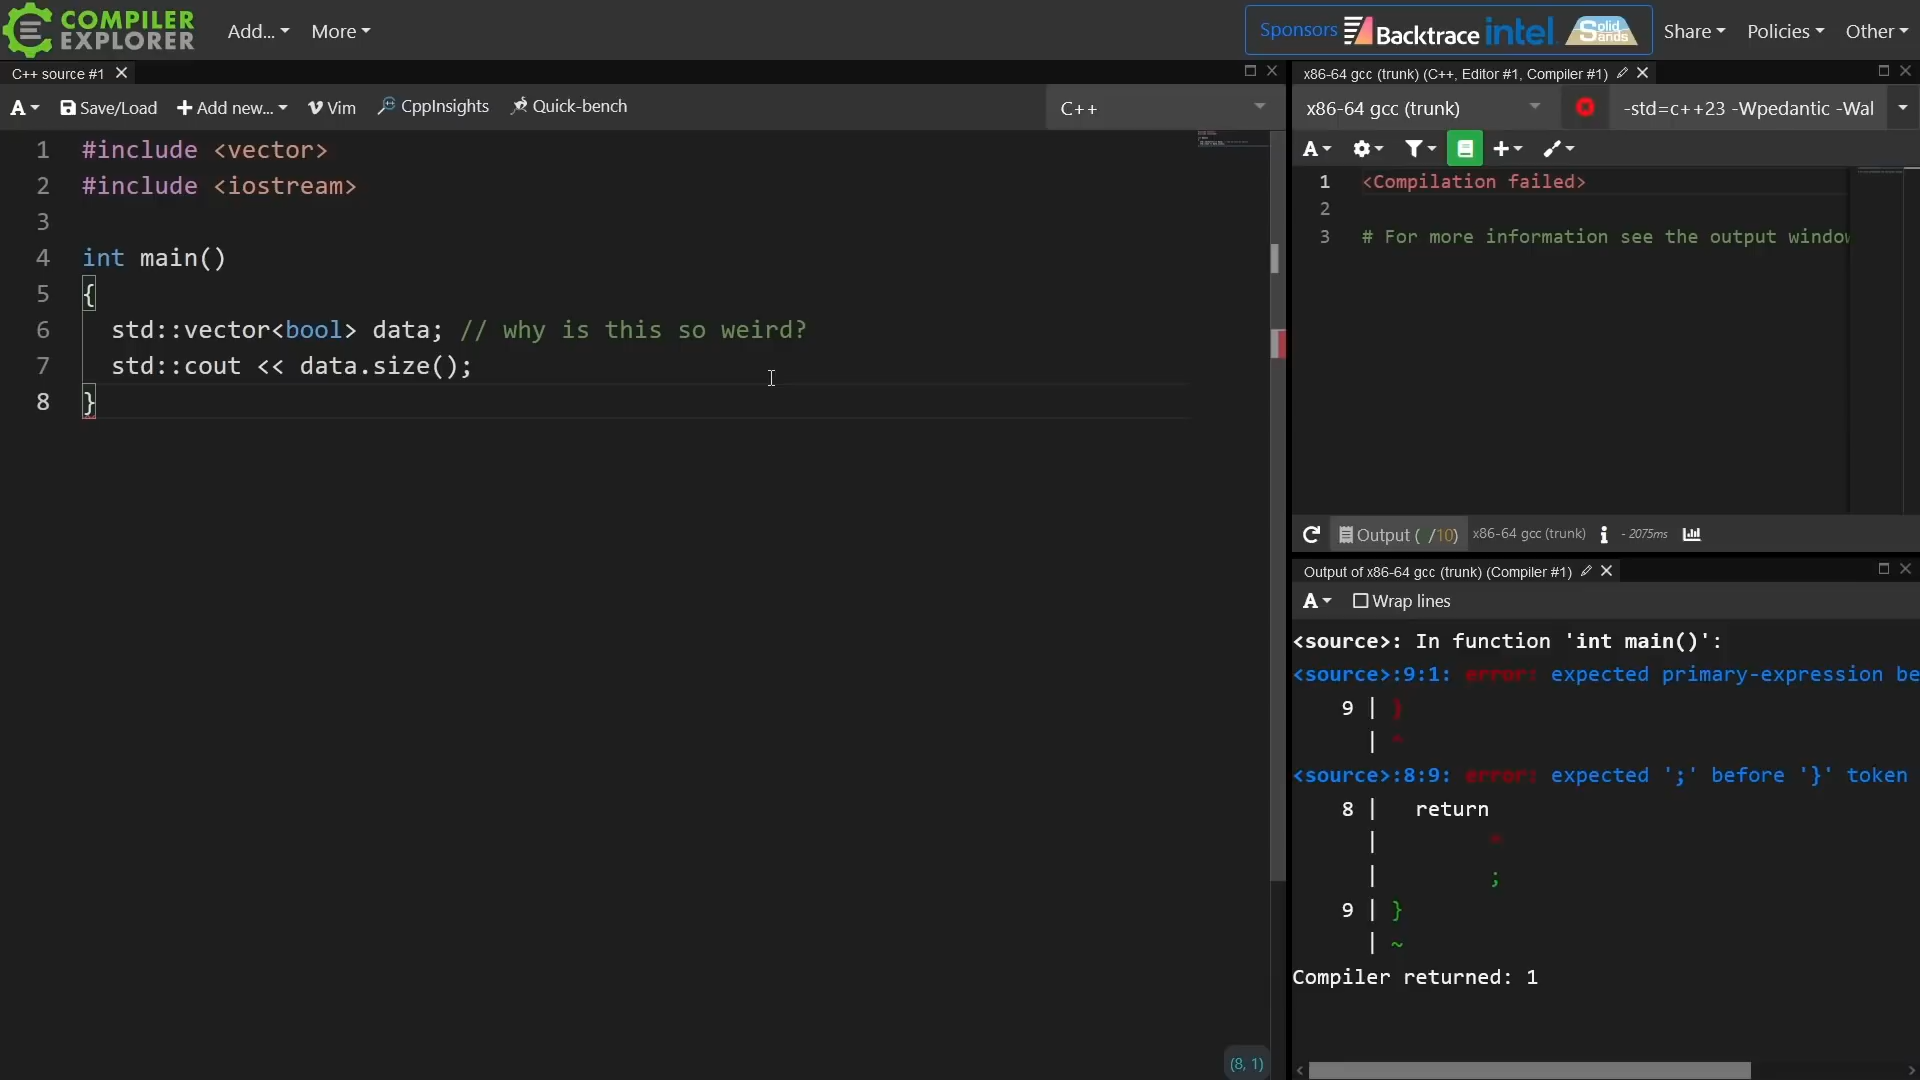 COMPILER
EXPLORER
Add...
More
Sponsors
Backtrace
intel
Solid
Sands
Share
Policies
Other
C++ source #1
A
Save/Load
Add new...
Vim
CppInsights
Quick-bench
C++
1 #include <vector>
2 #include <iostream>
3
4 int main()
5 {
6 std::vector<bool> data; // why is this so weird?
7 std::cout << data.size();
8 }
(8, 1)
x86-64 gcc (trunk) (C++, Editor #1, Compiler #1)
x86-64 gcc (trunk)
-std=c++23 -Wpedantic -Wal
A
1 <Compilation failed>
2
3 # For more information see the output window
Output ( /10) x86-64 gcc (trunk) i - 2075ms
Output of x86-64 gcc (trunk) (Compiler #1)
A Wrap lines
<source>: In function 'int main()':
<source>:9:1: error: expected primary-expression be
9 | }
| ^
<source>:8:9: error: expected ';' before '}' token
8 | return
| ^
| ;
9 | }
| ~
Compiler returned: 1